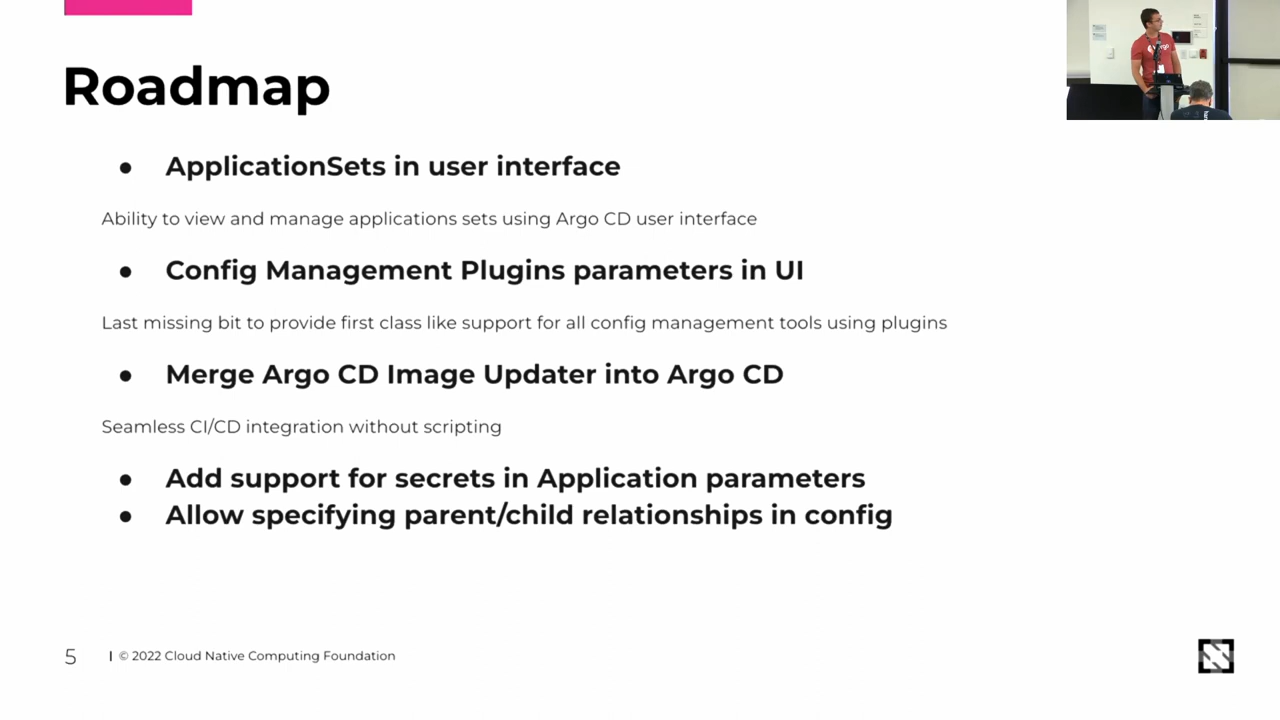 Roadmap
● ApplicationSets in user interface
Ability to view and manage applications sets using Argo CD user interface
● Config Management Plugins parameters in UI
Last missing bit to provide first class like support for all config management tools using plugins
● Merge Argo CD Image Updater into Argo CD
Seamless CI/CD integration without scripting
● Add support for secrets in Application parameters
● Allow specifying parent/child relationships in config
5 | © 2022 Cloud Native Computing Foundation